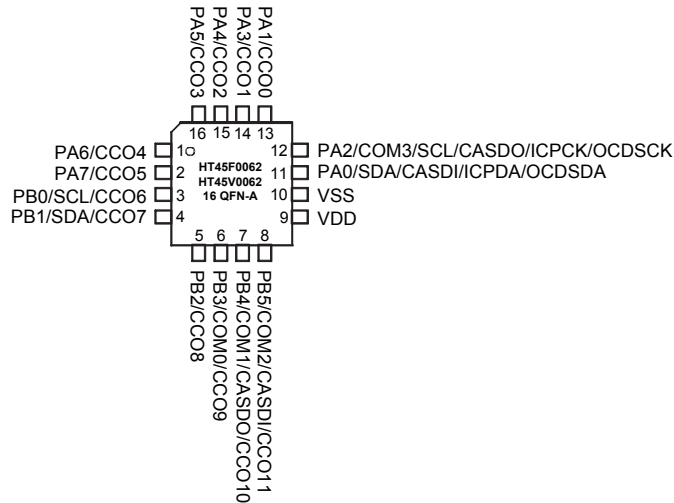 PA5/CCO3
PA4/CCO2
PA3/CCO1
PA1/CCO0
16 15 14 13
PA6/CCO4
PA7/CCO5
PB0/SCL/CCO6
PB1/SDA/CCO7
1
2
3
4
HT45F0062
HT45V0062
16 QFN-A
12
11
10
9
PA2/COM3/SCL/CASDO/ICPCK/OCDSCK
PA0/SDA/CASDI/ICPDA/OCDSDA
VSS
VDD
5 6 7 8
PB2/CCO8
PB3/COM0/CCO9
PB4/COM1/CASDO/CCO10
PB5/COM2/CASDI/CCO11